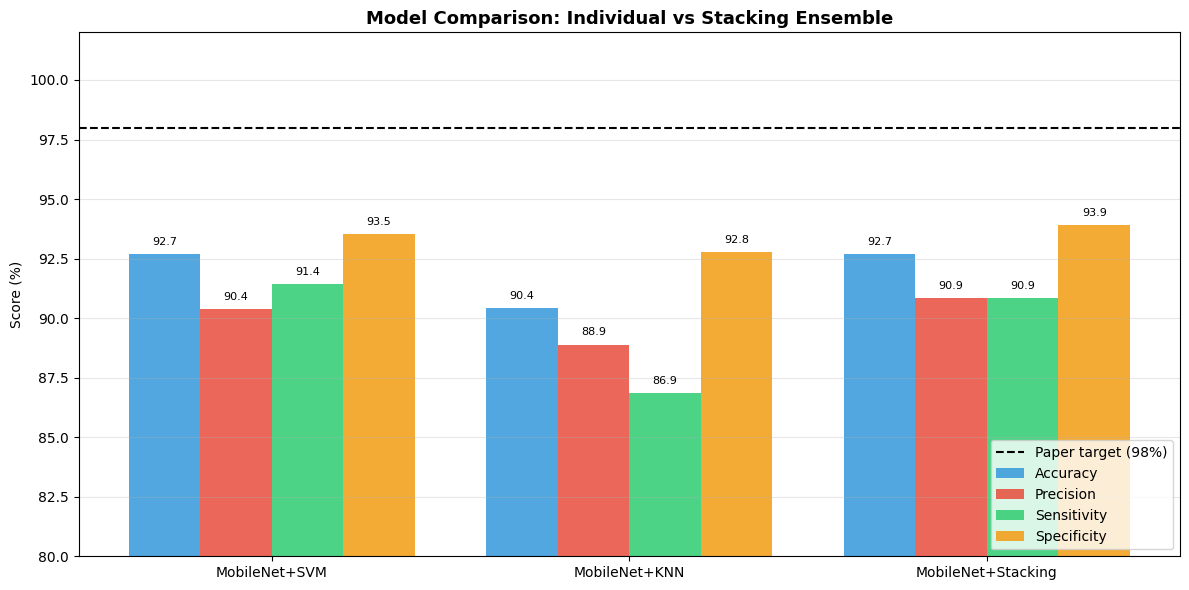 Model Comparison: Individual vs Stacking Ensemble
Score (%)
100.0
97.5
95.0
92.5
90.0
87.5
85.0
82.5
80.0
92.7
90.4
91.4
93.5
90.4
88.9
86.9
92.8
92.7
90.9
90.9
93.9
MobileNet+SVM
MobileNet+KNN
MobileNet+Stacking
Paper target (98%)
Accuracy
Precision
Sensitivity
Specificity